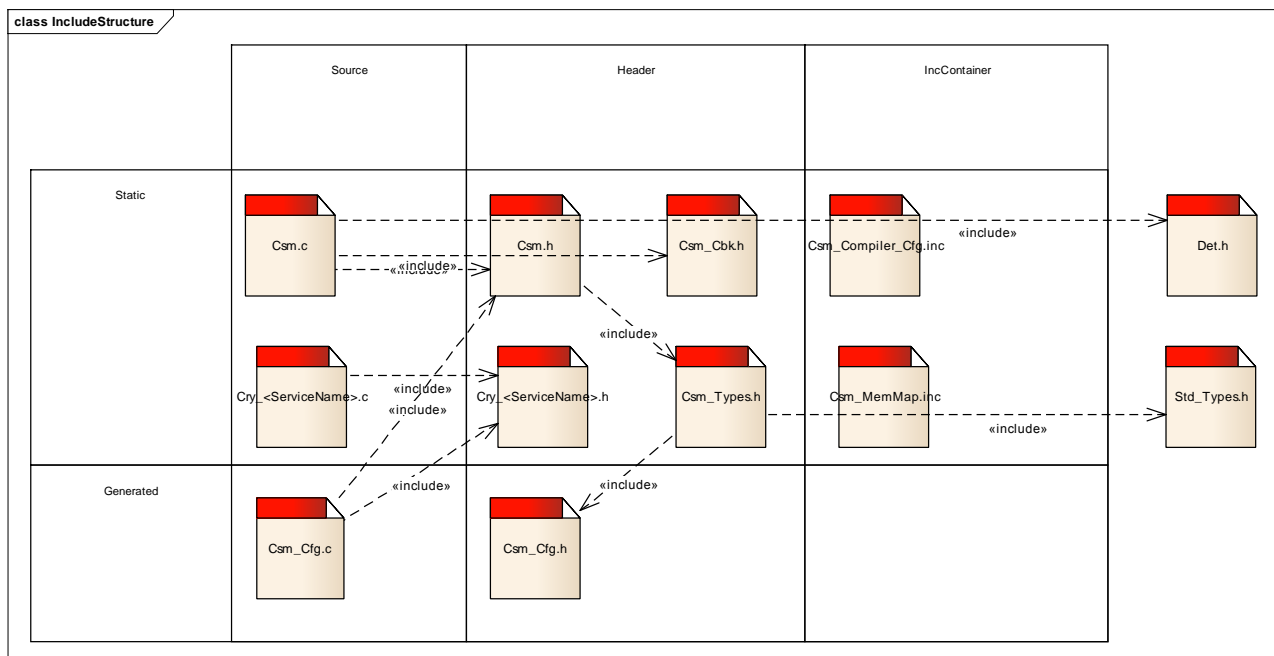 class IncludeStructure
Source
Header
IncContainer
Static
Csm.c
Csm.h
Csm_Cbk.h
Csm_Compiler_Cfg.inc
Det.h
«include»
«include»
«include»
«include»
Cry_<ServiceName>.c
Cry_<ServiceName>.h
Csm_Types.h
Csm_MemMap.inc
Std_Types.h
«include»
«include»
«include»
Generated
«include»
«include»
Csm_Cfg.c
Csm_Cfg.h